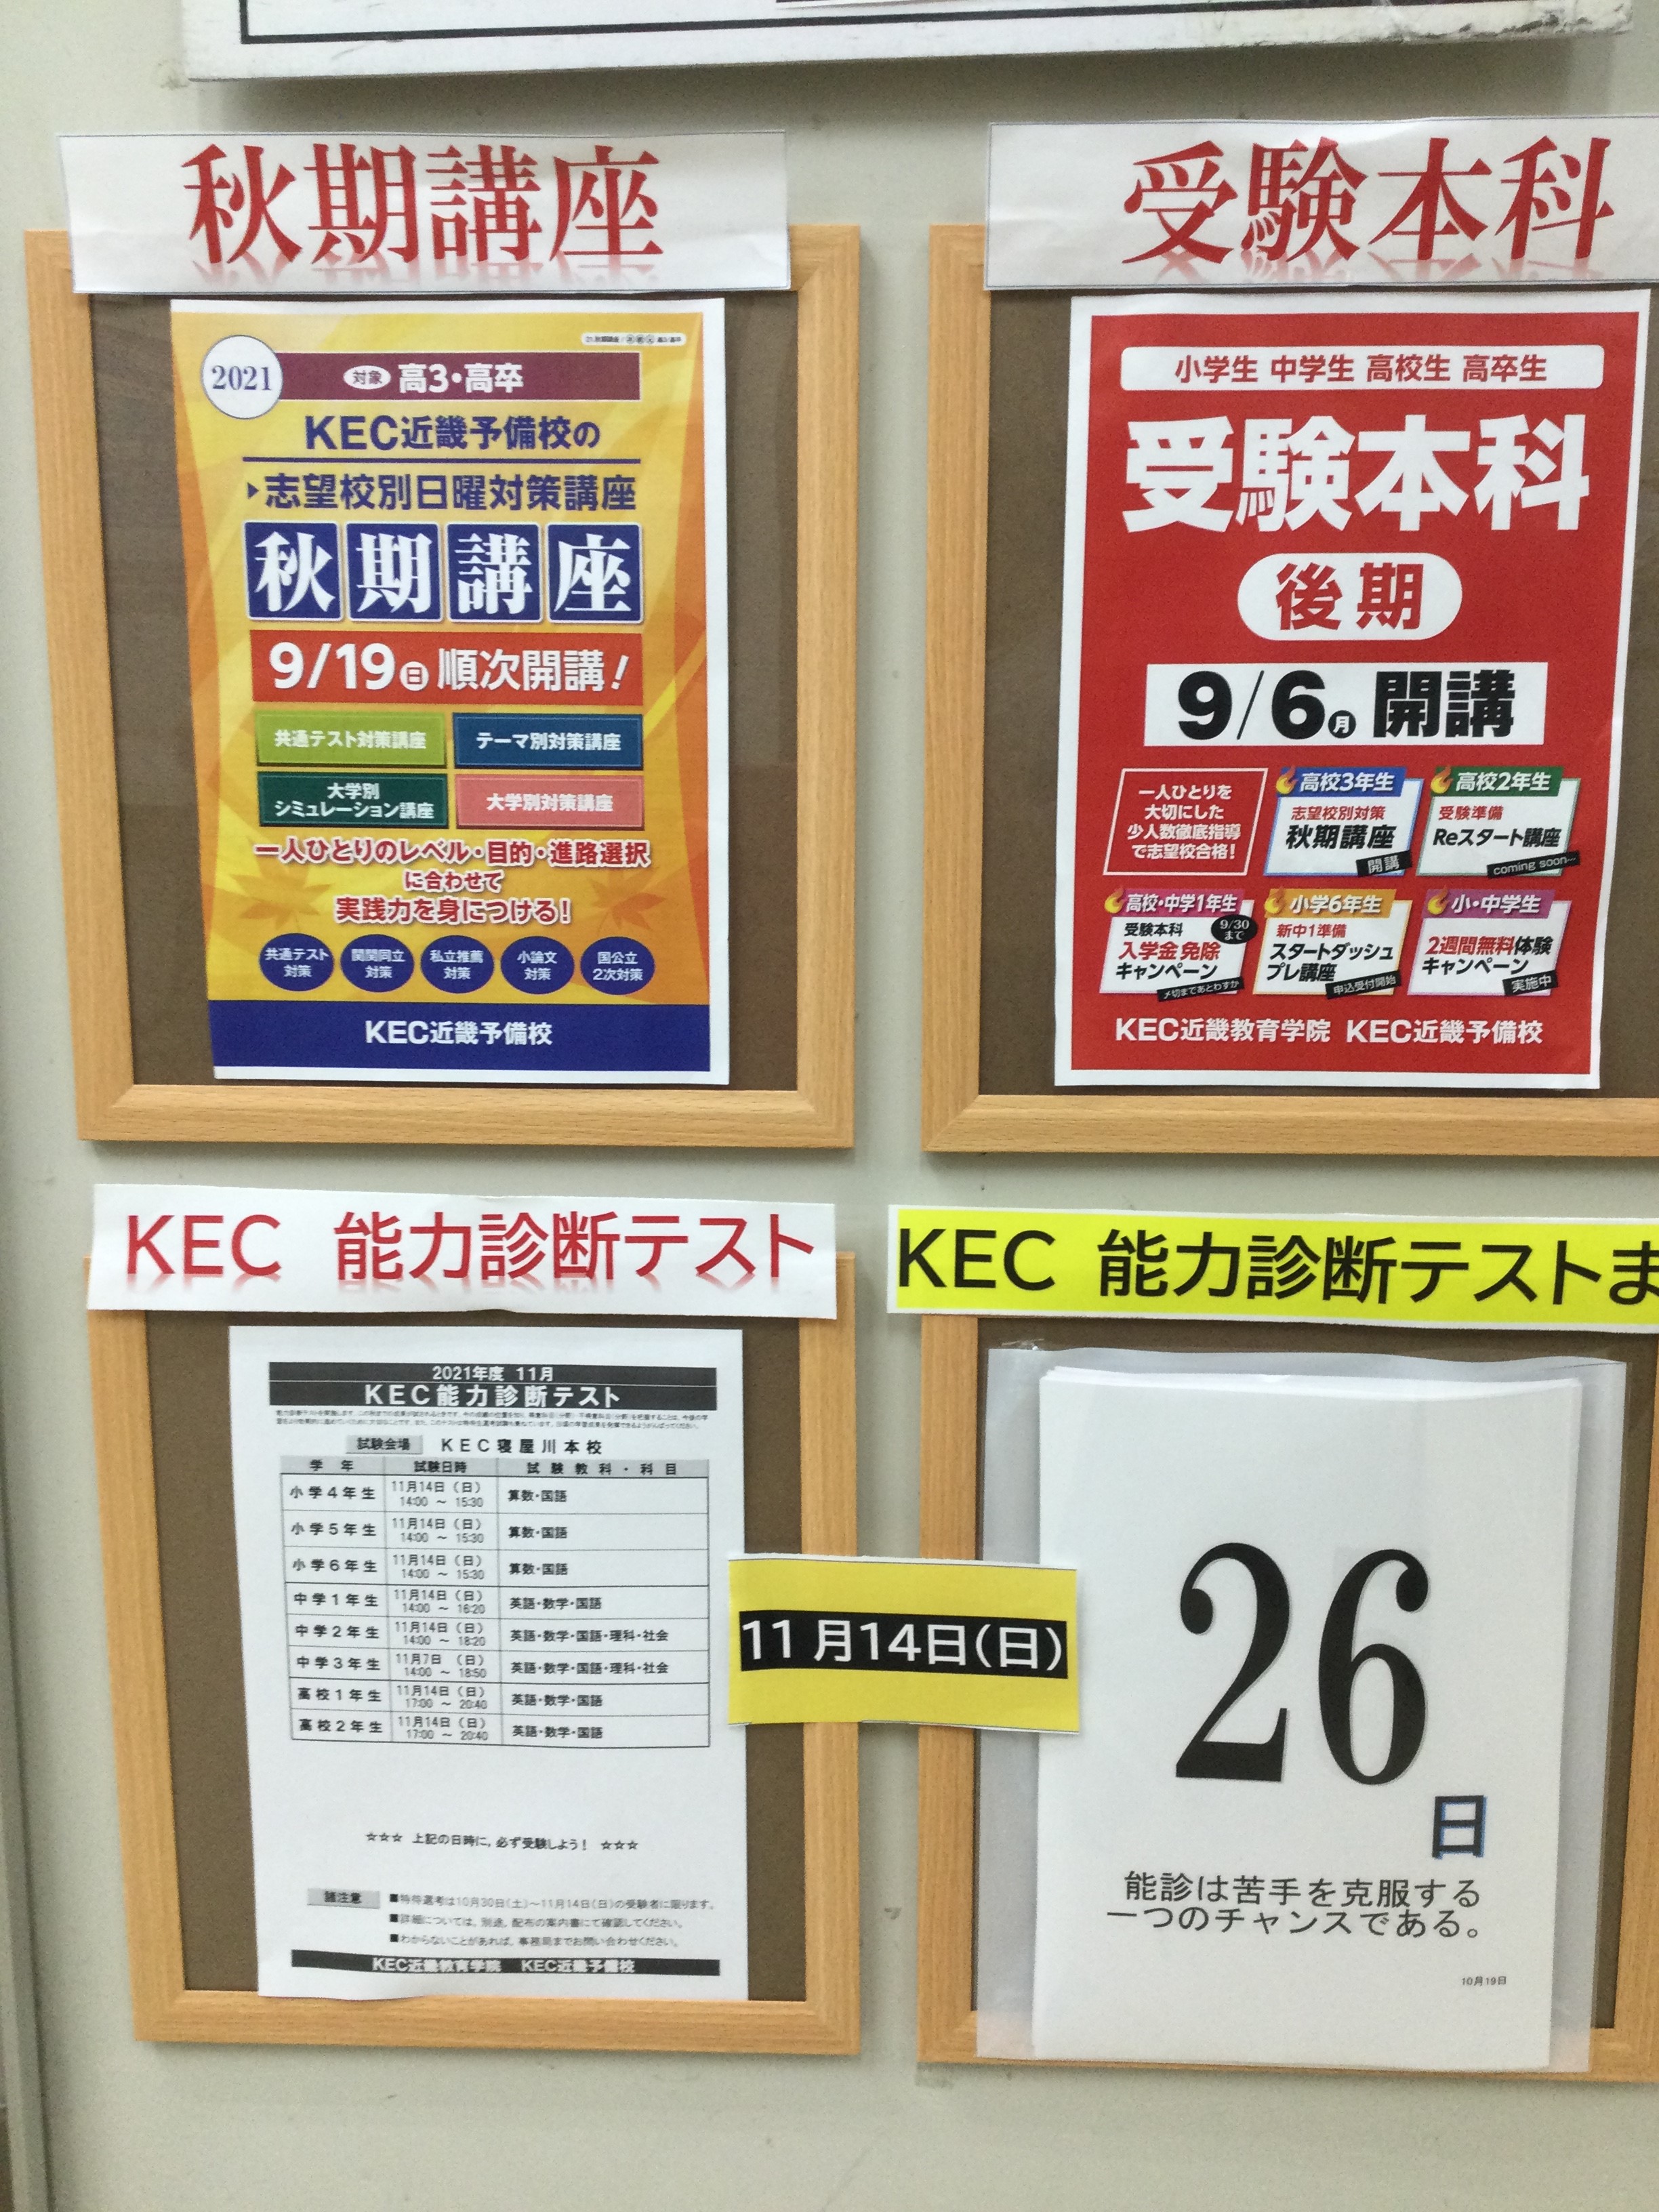 秋期講座
2021
対象 高3・高卒
KEC近畿予備校の
志望校別日曜対策講座
秋期講座
9/19日 順次開講!
共通テスト対策講座
テーマ別対策講座
大学別
シミュレーション講座
大学別対策講座
一人ひとりのレベル・目的・進路選択
に合わせて
実践力を身につける!
共通テスト
対策
関関同立
対策
私立推薦
対策
小論文
対策
国公立
2次対策
KEC近畿予備校
受験本科
小学生 中学生 高校生 高卒生
受験本科
後期
9/6月 開講
一人ひとりを
大切にした
少人数徹底指導
で志望校合格!
高校3年生
志望校別対策
秋期講座
開講
高校2年生
受験準備
Reスタート講座
coming soon…
高校・中学1年生
受験本科
9/30
まで
入学金免除
キャンペーン
〆切まであとわずか
小学6年生
新中1準備
スタートダッシュ
プレ講座
申込受付開始
小・中学生
2週間無料体験
キャンペーン
実施中
KEC近畿教育学院 KEC近畿予備校
KEC 能力診断テスト
2021年度 11月
KEC能力診断テスト
試験会場 KEC寝屋川本校
学年 試験日時 試験教科・科目
小学4年生 11月14日(日) 14:00 ～ 15:30 算数・国語
小学5年生 11月14日(日) 14:00 ～ 15:30 算数・国語
小学6年生 11月14日(日) 14:00 ～ 15:30 算数・国語
中学1年生 11月14日(日) 14:00 ～ 16:20 英語・数学・国語
中学2年生 11月14日(日) 14:00 ～ 18:20 英語・数学・国語・理科・社会
中学3年生 11月7日(日) 14:00 ～ 18:50 英語・数学・国語・理科・社会
高校1年生 11月14日(日) 17:00 ～ 20:40 英語・数学・国語
高校2年生 11月14日(日) 17:00 ～ 20:40 英語・数学・国語
☆☆☆ 上記の日時に,必ず受験しよう! ☆☆☆
諸注意
■特待選考は10月30日(土)～11月14日(日)の受験者に限ります。
■詳細については,別途,配布の案内書にて確認してください。
■わからないことがあれば,事務局までお問い合わせください。
KEC近畿教育学院 KEC近畿予備校
11月14日(日)
KEC 能力診断テストま
26
日
能診は苦手を克服する
一つのチャンスである。
10月19日